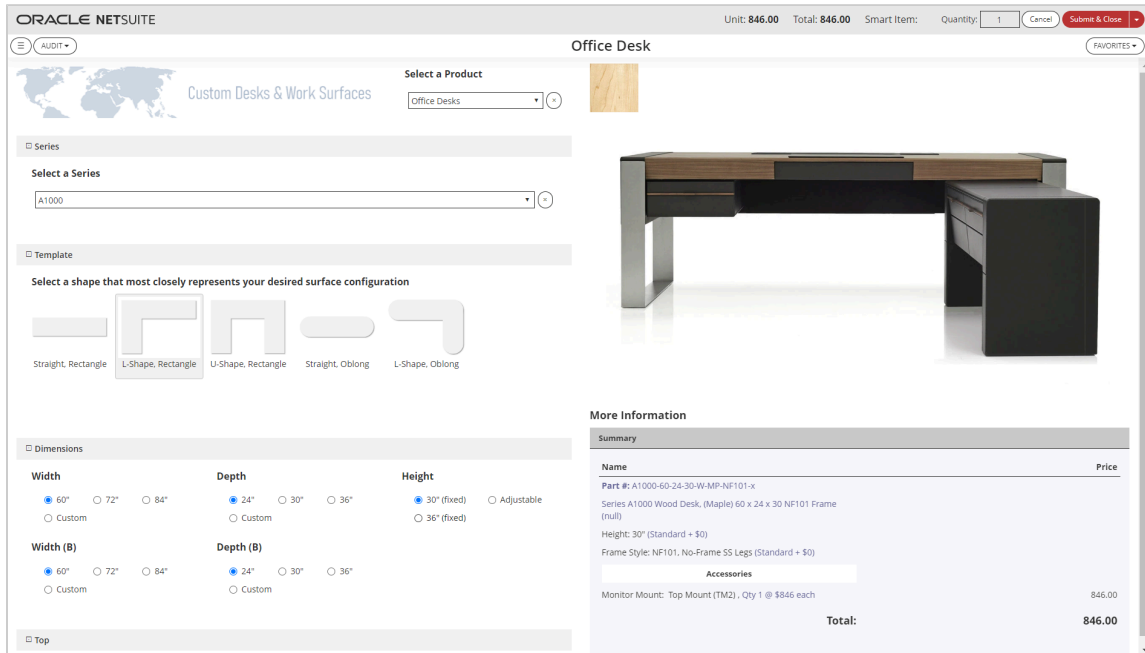 ORACLE NETSUITE
Unit: 846.00 Total: 846.00 Smart Item: Quantity: 1 Cancel Submit & Close
AUDIT Office Desk FAVORITES
Custom Desks & Work Surfaces
Select a Product
Office Desks
Series
Select a Series
A1000
Template
Select a shape that most closely represents your desired surface configuration
Straight, Rectangle L-Shape, Rectangle U-Shape, Rectangle Straight, Oblong L-Shape, Oblong
Dimensions
Width Depth Height
60" 72" 84" 24" 30" 36" 30" (fixed) Adjustable
Custom Custom 36" (fixed)
Width (B) Depth (B)
60" 72" 84" 24" 30" 36"
Custom Custom
Top
More Information
Summary
Name Price
Part #: A1000-60-24-30-W-MP-NF101-x
Series A1000 Wood Desk, (Maple) 60 x 24 x 30 NF101 Frame
(null)
Height: 30" (Standard + $0)
Frame Style: NF101, No-Frame SS Legs (Standard + $0)
Accessories
Monitor Mount: Top Mount (TM2) , Qty 1 @ $846 each 846.00
Total: 846.00